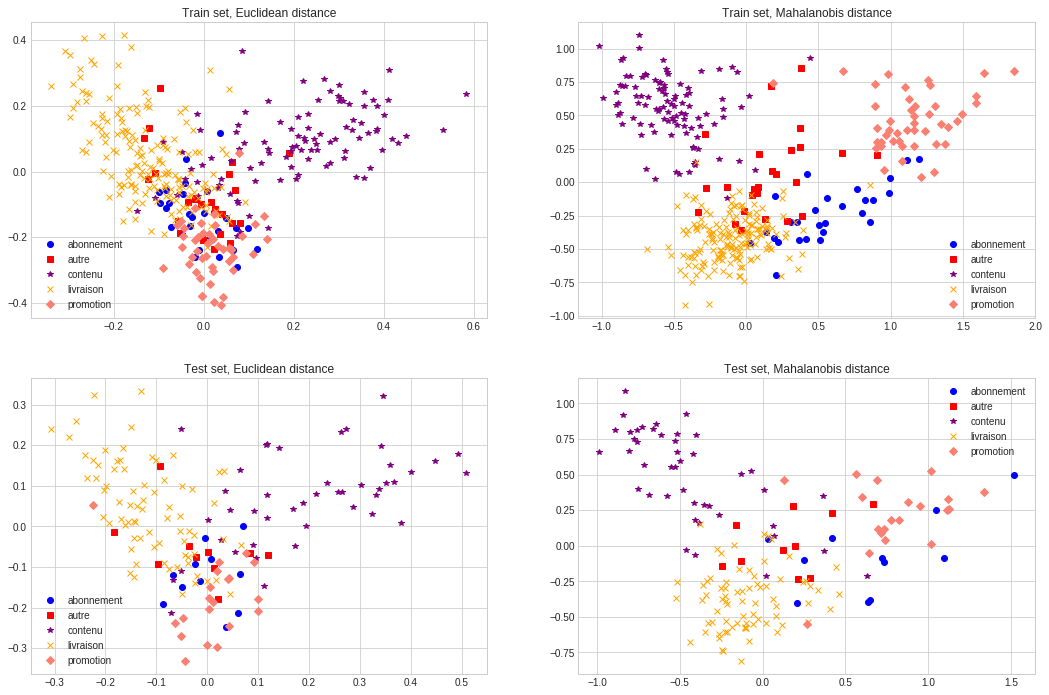 Train set, Euclidean distance
0.4
0.2
0.0
−0.2
−0.4
−0.2
0.0
0.2
0.4
0.6
abonnement
autre
contenu
livraison
promotion
Train set, Mahalanobis distance
1.00
0.75
0.50
0.25
0.00
−0.25
−0.50
−0.75
−1.00
−1.0
−0.5
0.0
0.5
1.0
1.5
2.0
abonnement
autre
contenu
livraison
promotion
Test set, Euclidean distance
0.3
0.2
0.1
0.0
−0.1
−0.2
−0.3
−0.3
−0.2
−0.1
0.0
0.1
0.2
0.3
0.4
0.5
abonnement
autre
contenu
livraison
promotion
Test set, Mahalanobis distance
1.00
0.75
0.50
0.25
0.00
−0.25
−0.50
−0.75
−1.0
−0.5
0.0
0.5
1.0
1.5
abonnement
autre
contenu
livraison
promotion